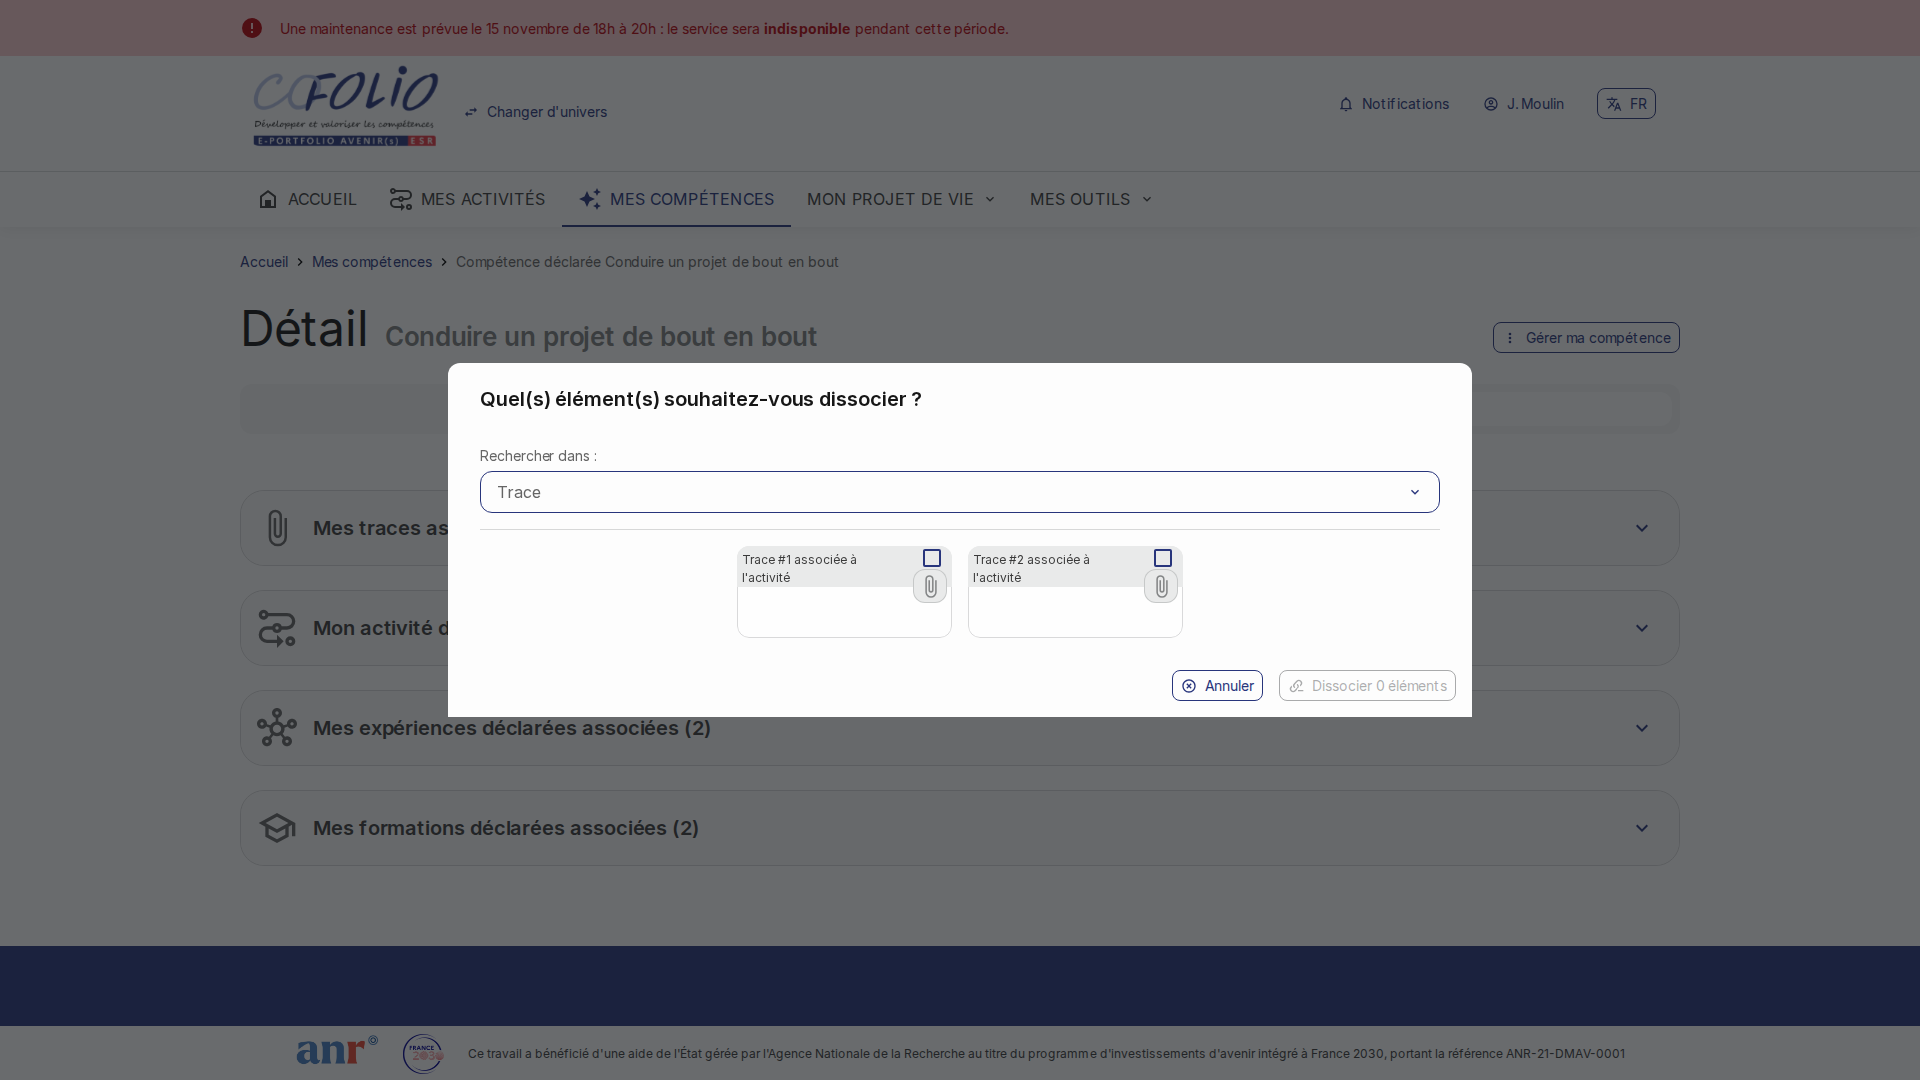 Une maintenance est prévue le 15 novembre de 18h à 20h : le service sera indisponible pendant cette période.
COFOLIO
Développer et valoriser les compétences
E-PORTFOLIO AVENIR(s) ESR
Changer d'univers
Notifications
J. Moulin
FR
ACCUEIL
MES ACTIVITÉS
MES COMPÉTENCES
MON PROJET DE VIE
MES OUTILS
Accueil > Mes compétences > Compétence déclarée Conduire un projet de bout en bout
Détail Conduire un projet de bout en bout
Gérer ma compétence
Quel(s) élément(s) souhaitez-vous dissocier ?
Rechercher dans :
Trace
Trace #1 associée à
l'activité
Trace #2 associée à
l'activité
Annuler
Dissocier 0 éléments
Mes traces as
Mon activité d
Mes expériences déclarées associées (2)
Mes formations déclarées associées (2)
anr
FRANCE
2030
Ce travail a bénéficié d'une aide de l'État gérée par l'Agence Nationale de la Recherche au titre du programme d'investissements d'avenir intégré à France 2030, portant la référence ANR-21-DMAV-0001